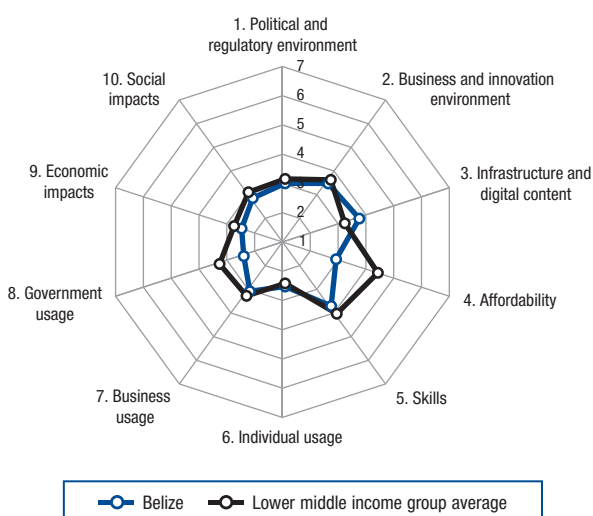 1. Political and
regulatory environment
7
6
5
4
3
2
1
2. Business and innovation
environment
3. Infrastructure and
digital content
4. Affordability
5. Skills
6. Individual usage
7. Business
usage
8. Government
usage
9. Economic
impacts
10. Social
impacts
Belize
Lower middle income group average